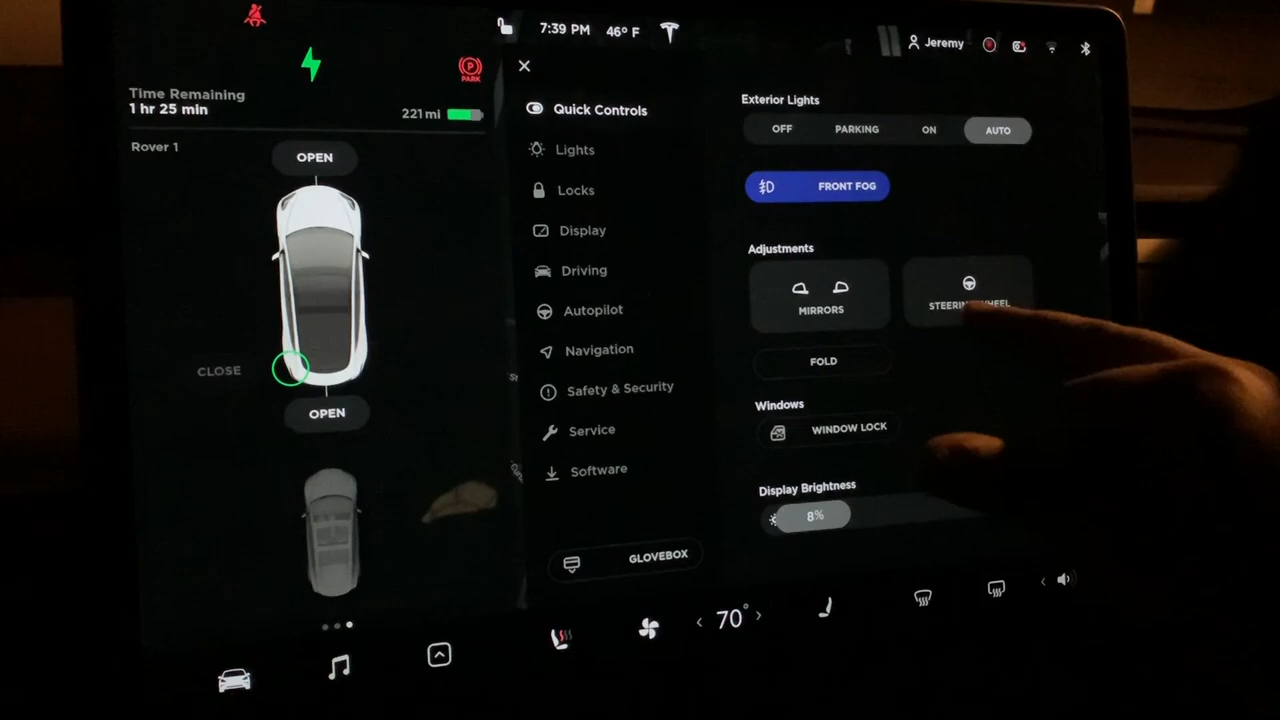 7:39 PM 46° F
Jeremy
PARK
Time Remaining
1 hr 25 min
221 mi
Rover 1
OPEN
CLOSE
OPEN
Quick Controls
Lights
Locks
Display
Driving
Autopilot
Navigation
Safety & Security
Service
Software
GLOVEBOX
Exterior Lights
OFF PARKING ON AUTO
FRONT FOG
Adjustments
MIRRORS
STEERING WHEEL
FOLD
Windows
WINDOW LOCK
Display Brightness
8%
< 70° >